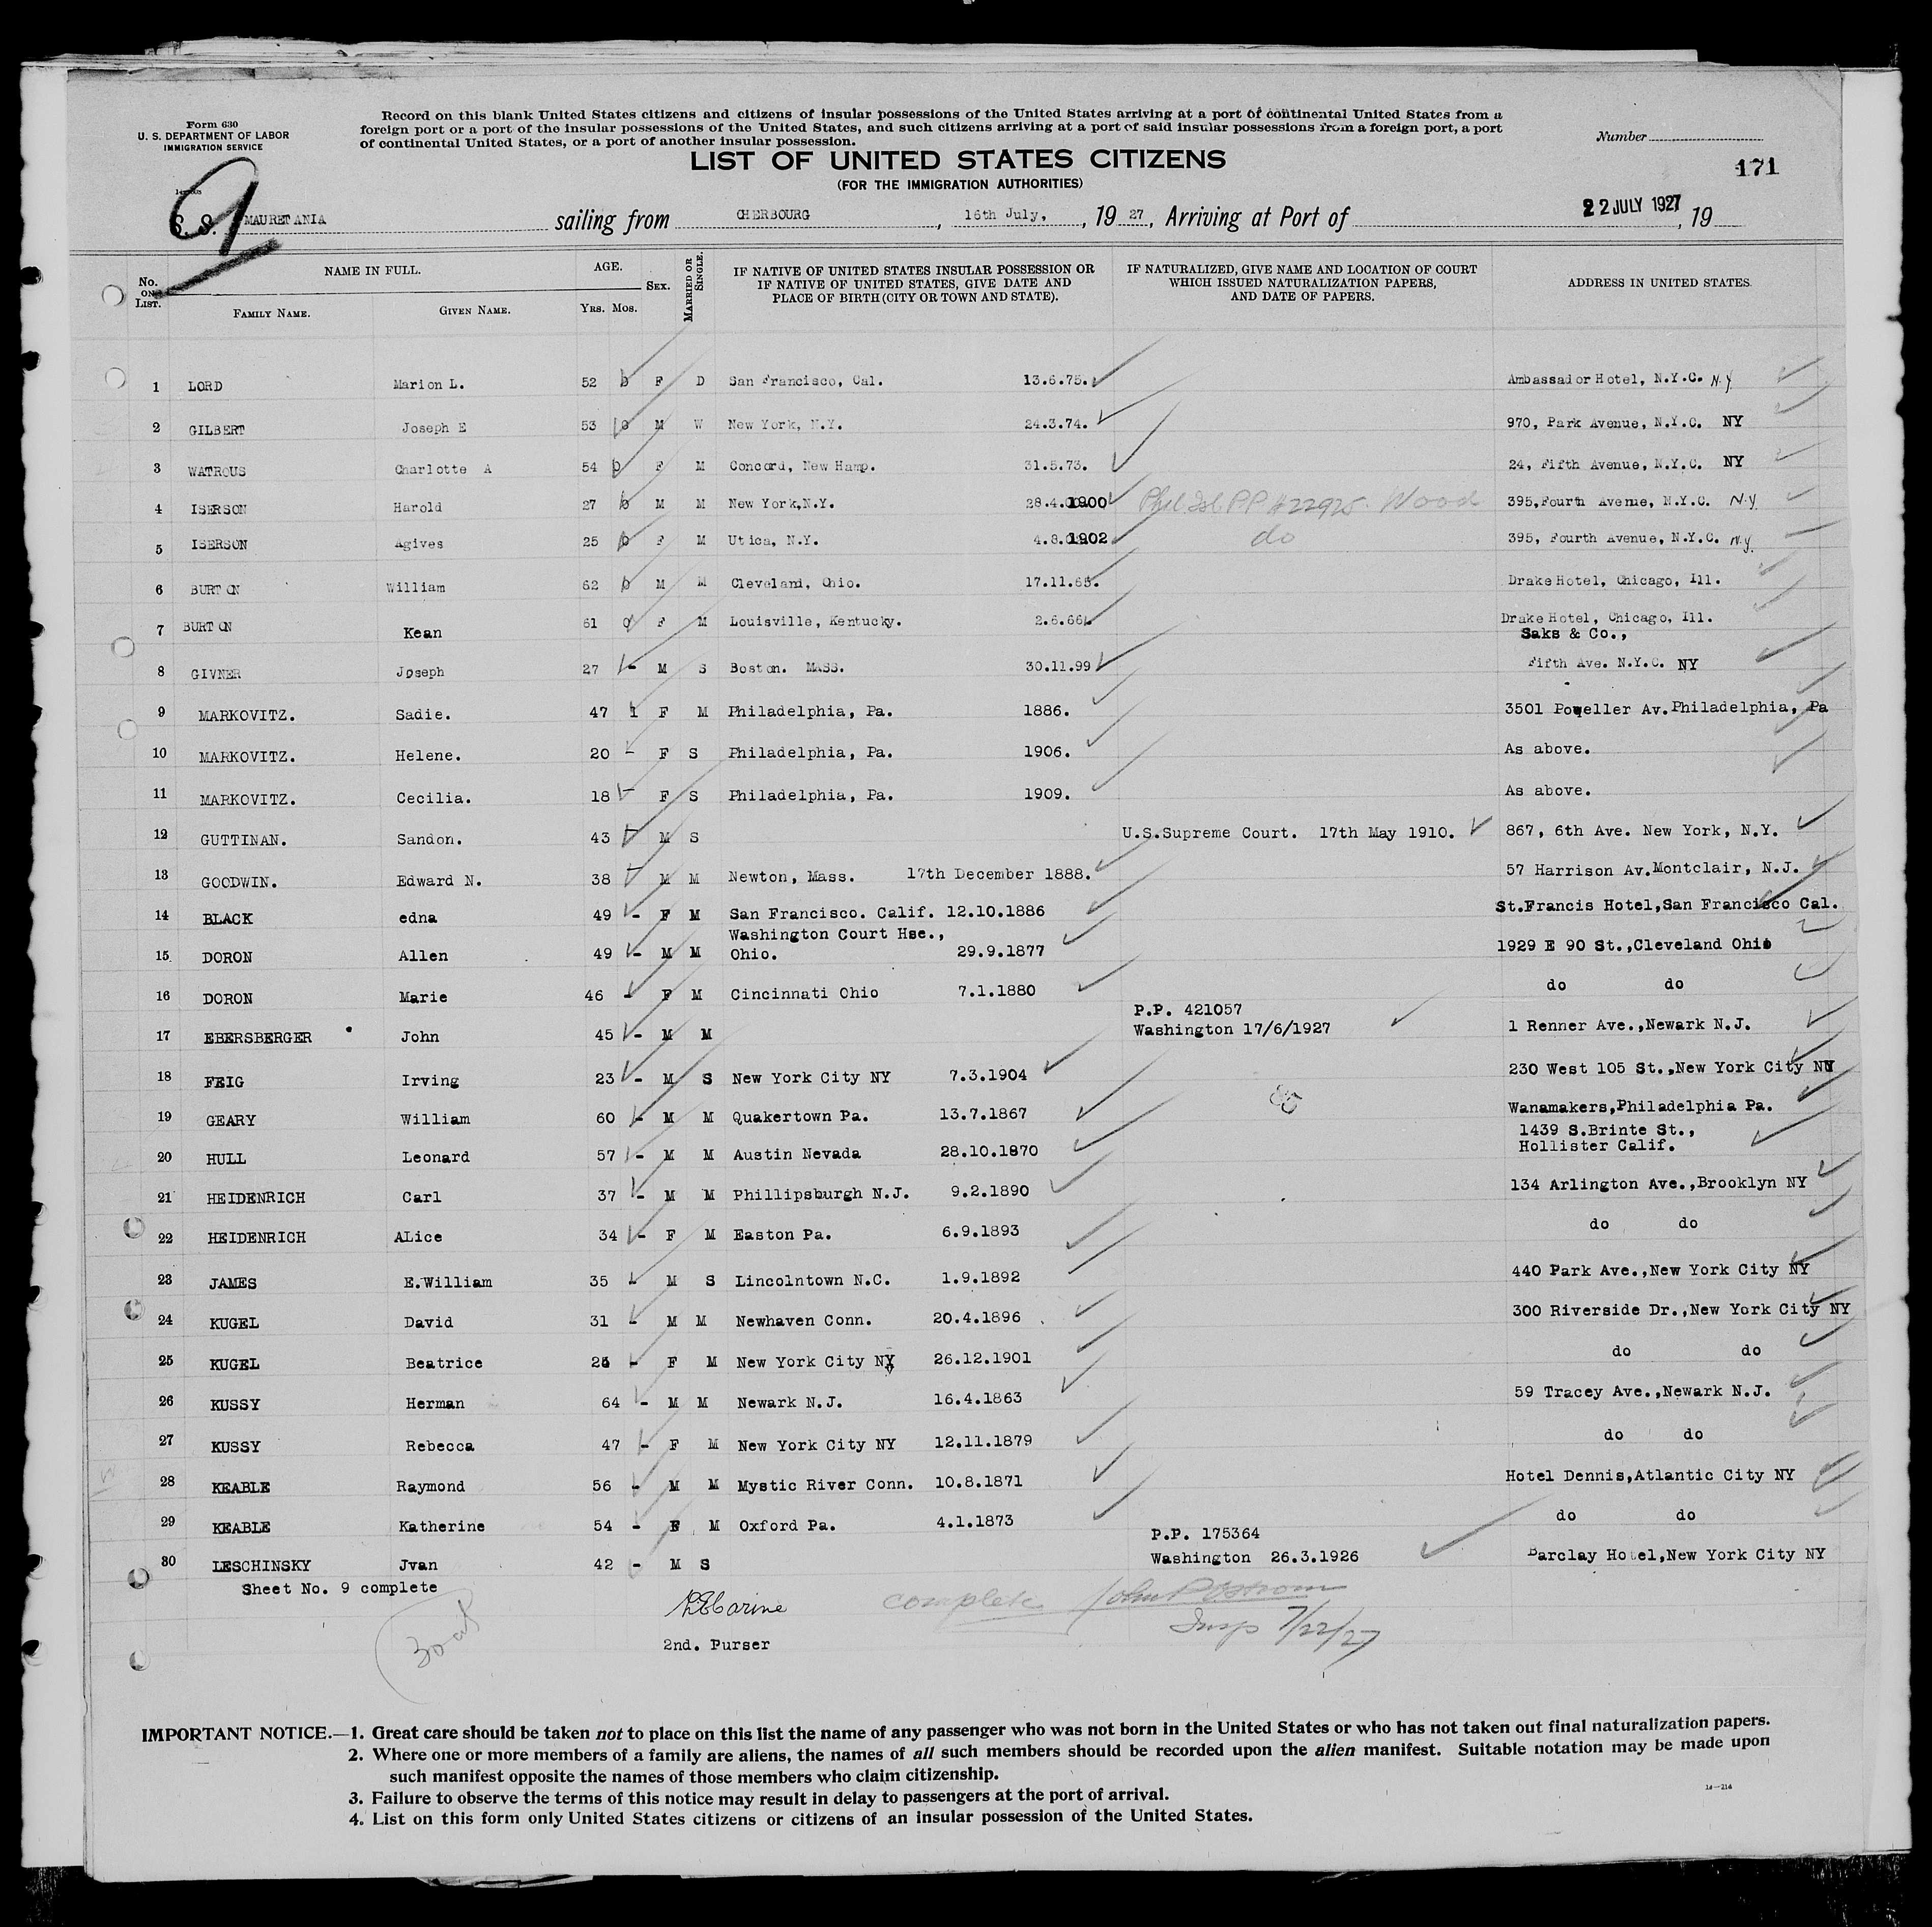 Form 630
U. S. DEPARTMENT OF LABOR
IMMIGRATION SERVICE
Record on this blank United States citizens and citizens of insular possessions of the United States arriving at a port of continental United States from a
foreign port or a port of the insular possessions of the United States, and such citizens arriving at a port of said insular possessions from a foreign port, a port
of continental United States, or a port of another insular possession.
Number
LIST OF UNITED STATES CITIZENS
171
(FOR THE IMMIGRATION AUTHORITIES)
9
S. S. MAURETANIA sailing from CHERBOURG, 16th July, , 19 27, Arriving at Port of 22 JULY 1927, 19
No. ON LIST. NAME IN FULL. AGE. SEX. MARRIED OR SINGLE. IF NATIVE OF UNITED STATES INSULAR POSSESSION OR IF NATIVE OF UNITED STATES, GIVE DATE AND PLACE OF BIRTH (CITY OR TOWN AND STATE). IF NATURALIZED, GIVE NAME AND LOCATION OF COURT WHICH ISSUED NATURALIZATION PAPERS, AND DATE OF PAPERS. ADDRESS IN UNITED STATES.
FAMILY NAME. GIVEN NAME. YRS. MOS.
1 LORD Marion L. 52 F D San Francisco, Cal. 13.6.75. Ambassador Hotel, N.Y.C. N.Y.
2 GILBERT Joseph E 53 M W New York, N.Y. 24.3.74. 970, Park Avenue, N.Y.C. NY
3 WATROUS Charlotte A 54 F M Concord, New Hamp. 31.5.73. 24, Fifth Avenue, N.Y.C. NY
4 ISERSON Harold 27 M M New York,N.Y. 28.4.1900 Phil Isl PP #22925. Wood 395,Fourth Avenue, N.Y.C. N.Y.
5 ISERSON Agives 25 F M Utica, N.Y. 4.8.1902 do 395, Fourth Avenue, N.Y.C. N.Y.
6 BURTON William 62 M M Cleveland, Ohio. 17.11.65. Drake Hotel, Chicago, Ill.
7 BURTON Kean 61 F M Louisville, Kentucky. 2.6.66. Drake Hotel, Chicago, Ill.
Saks & Co.,
8 GIVNER Joseph 27 - M S Boston. MASS. 30.11.99 Fifth Ave. N.Y.C. NY
9 MARKOVITZ. Sadie. 47 1 F M Philadelphia, Pa. 1886. 3501 Poweller Av. Philadelphia, Pa
10 MARKOVITZ. Helene. 20 - F S Philadelphia, Pa. 1906. As above.
11 MARKOVITZ. Cecilia. 18 - F S Philadelphia, Pa. 1909. As above.
12 GUTTINAN. Sandon. 43 - M S U.S.Supreme Court. 17th May 1910. 867, 6th Ave. New York, N.Y.
13 GOODWIN. Edward N. 38 - M M Newton, Mass. 17th December 1888. 57 Harrison Av.Montclair, N.J.
14 BLACK edna 49 - F M San Francisco. Calif. 12.10.1886 St.Francis Hotel,San Francisco Cal.
Washington Court Hse.,
15 DORON Allen 49 - M M Ohio. 29.9.1877 1929 E 90 St.,Cleveland Ohio
16 DORON Marie 46 - F M Cincinnati Ohio 7.1.1880 do do
P.P. 421057
17 EBERSBERGER John 45 - M M Washington 17/6/1927 1 Renner Ave.,Newark N.J.
18 FEIG Irving 23 - M S New York City NY 7.3.1904 230 West 105 St.,New York City NY
19 GEARY William 60 - M M Quakertown Pa. 13.7.1867 Wanamakers,Philadelphia Pa.
1439 S.Brinte St.,
20 HULL Leonard 57 - M M Austin Nevada 28.10.1870 Hollister Calif.
21 HEIDENRICH Carl 37 - M M Phillipsburgh N.J. 9.2.1890 134 Arlington Ave.,Brooklyn NY
22 HEIDENRICH ALice 34 - F M Easton Pa. 6.9.1893 do do
23 JAMES E.William 35 - M S Lincolntown N.C. 1.9.1892 440 Park Ave.,New York City NY
24 KUGEL David 31 - M M Newhaven Conn. 20.4.1896 300 Riverside Dr.,New York City NY
25 KUGEL Beatrice - F M New York City NY 26.12.1901 do do
26 KUSSY Herman 64 - M M Newark N.J. 16.4.1863 59 Tracey Ave.,Newark N.J.
27 KUSSY Rebecca 47 - F M New York City NY 12.11.1879 do do
28 KEABLE Raymond 56 - M M Mystic River Conn. 10.8.1871 Hotel Dennis,Atlantic City NY
29 KEABLE Katherine 54 - F M Oxford Pa. 4.1.1873 do do
P.P. 175364
30 LESCHINSKY Jvan 42 - M S Washington 26.3.1926 Barclay Hotel,New York City NY
Sheet No. 9 complete
complete
Insp 7/22/27
2nd. Purser
IMPORTANT NOTICE.—1. Great care should be taken not to place on this list the name of any passenger who was not born in the United States or who has not taken out final naturalization papers.
2. Where one or more members of a family are aliens, the names of all such members should be recorded upon the alien manifest. Suitable notation may be made upon
such manifest opposite the names of those members who claim citizenship.
3. Failure to observe the terms of this notice may result in delay to passengers at the port of arrival.
4. List on this form only United States citizens or citizens of an insular possession of the United States.